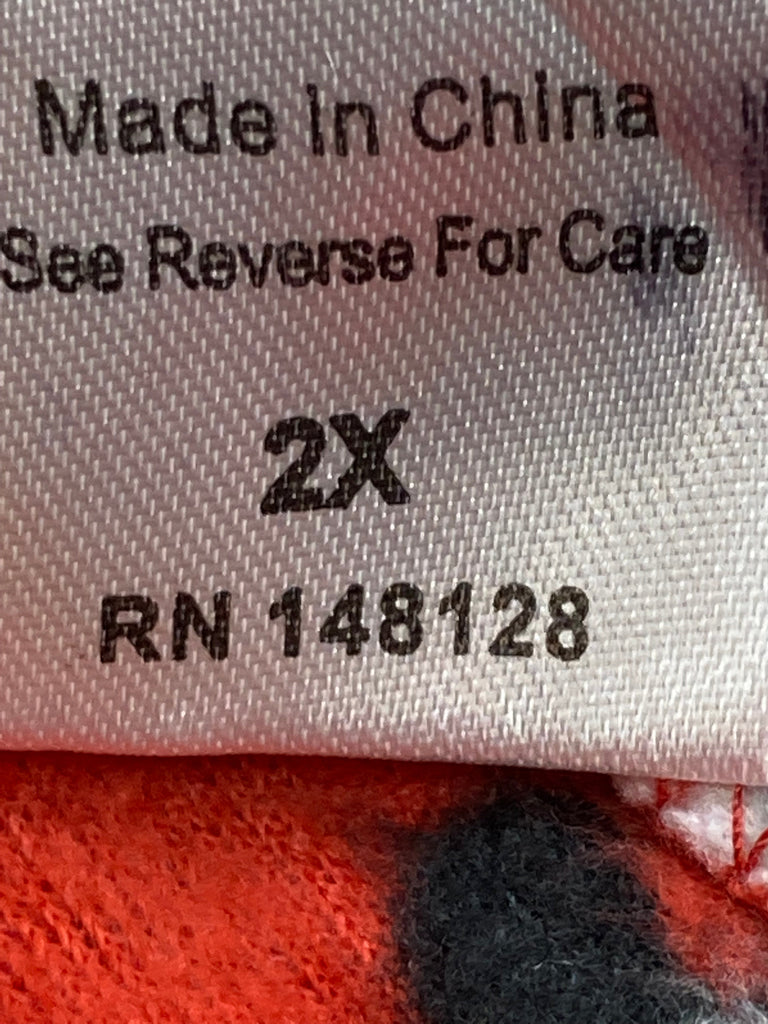 Made In China
See Reverse For Care
2X
RN 148128